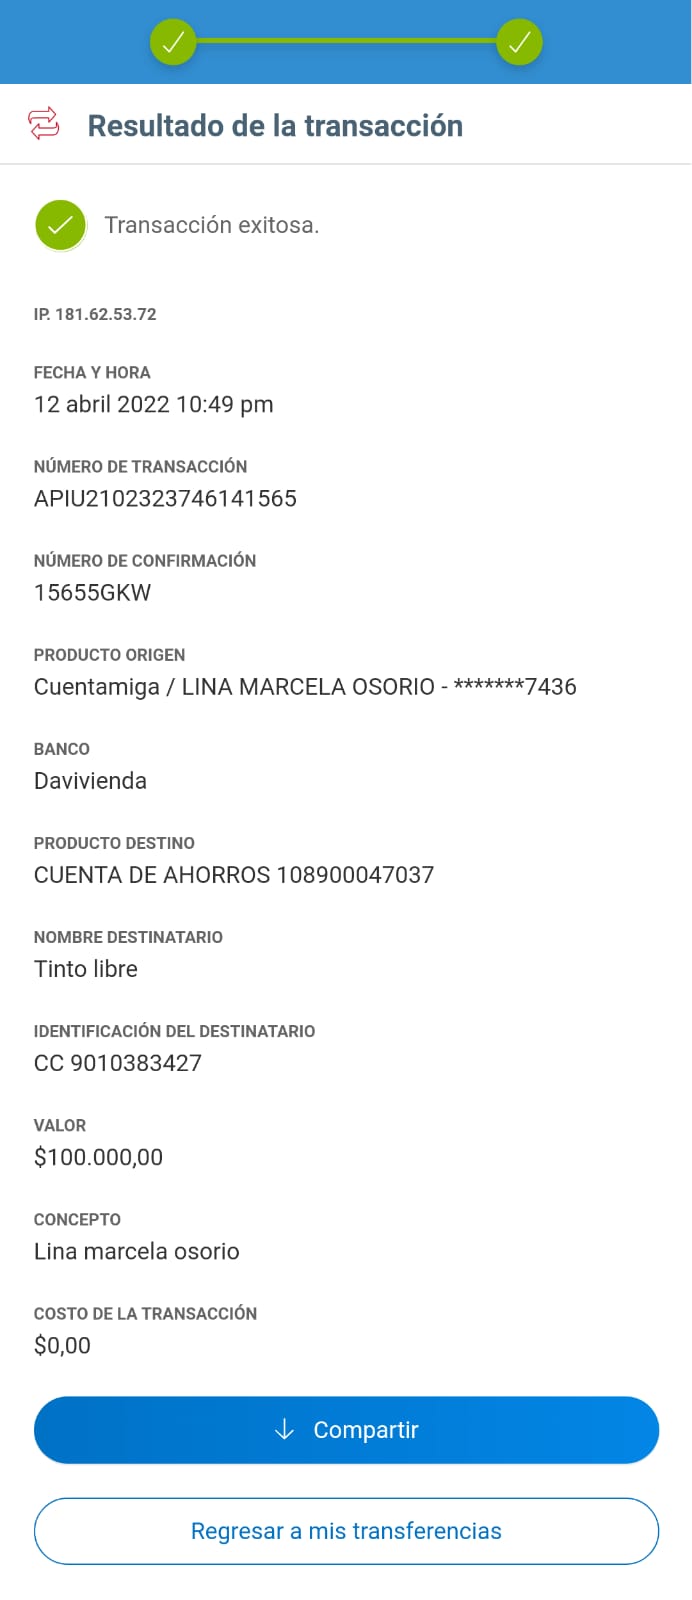 Resultado de la transacción
Transacción exitosa.
IP. 181.62.53.72
FECHA Y HORA
12 abril 2022 10:49 pm
NÚMERO DE TRANSACCIÓN
APIU2102323746141565
NÚMERO DE CONFIRMACIÓN
15655GKW
PRODUCTO ORIGEN
Cuentamiga / LINA MARCELA OSORIO - *******7436
BANCO
Davivienda
PRODUCTO DESTINO
CUENTA DE AHORROS 108900047037
NOMBRE DESTINATARIO
Tinto libre
IDENTIFICACIÓN DEL DESTINATARIO
CC 9010383427
VALOR
$100.000,00
CONCEPTO
Lina marcela osorio
COSTO DE LA TRANSACCIÓN
$0,00
Compartir
Regresar a mis transferencias